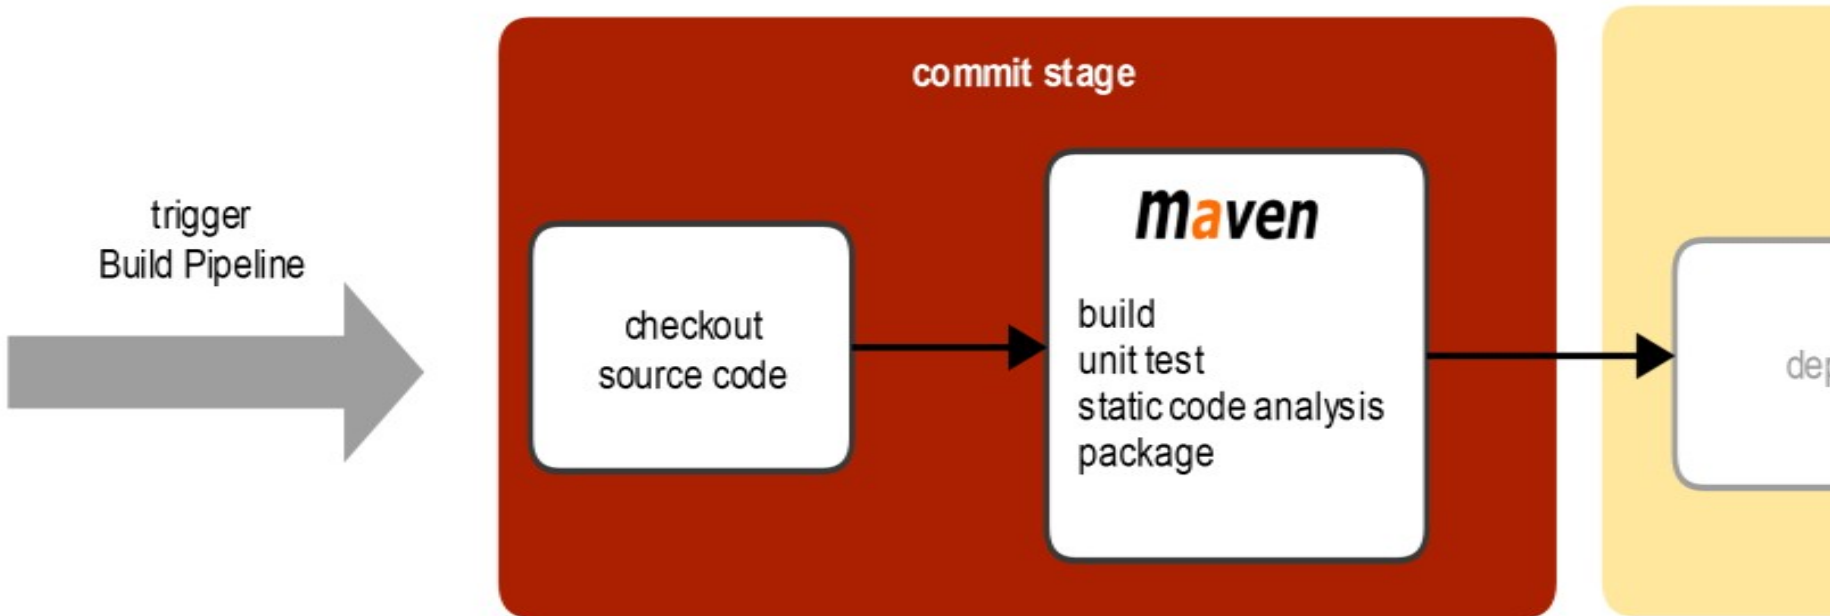 commit stage
trigger
Build Pipeline
checkout
source code
maven
build
unit test
static code analysis
package